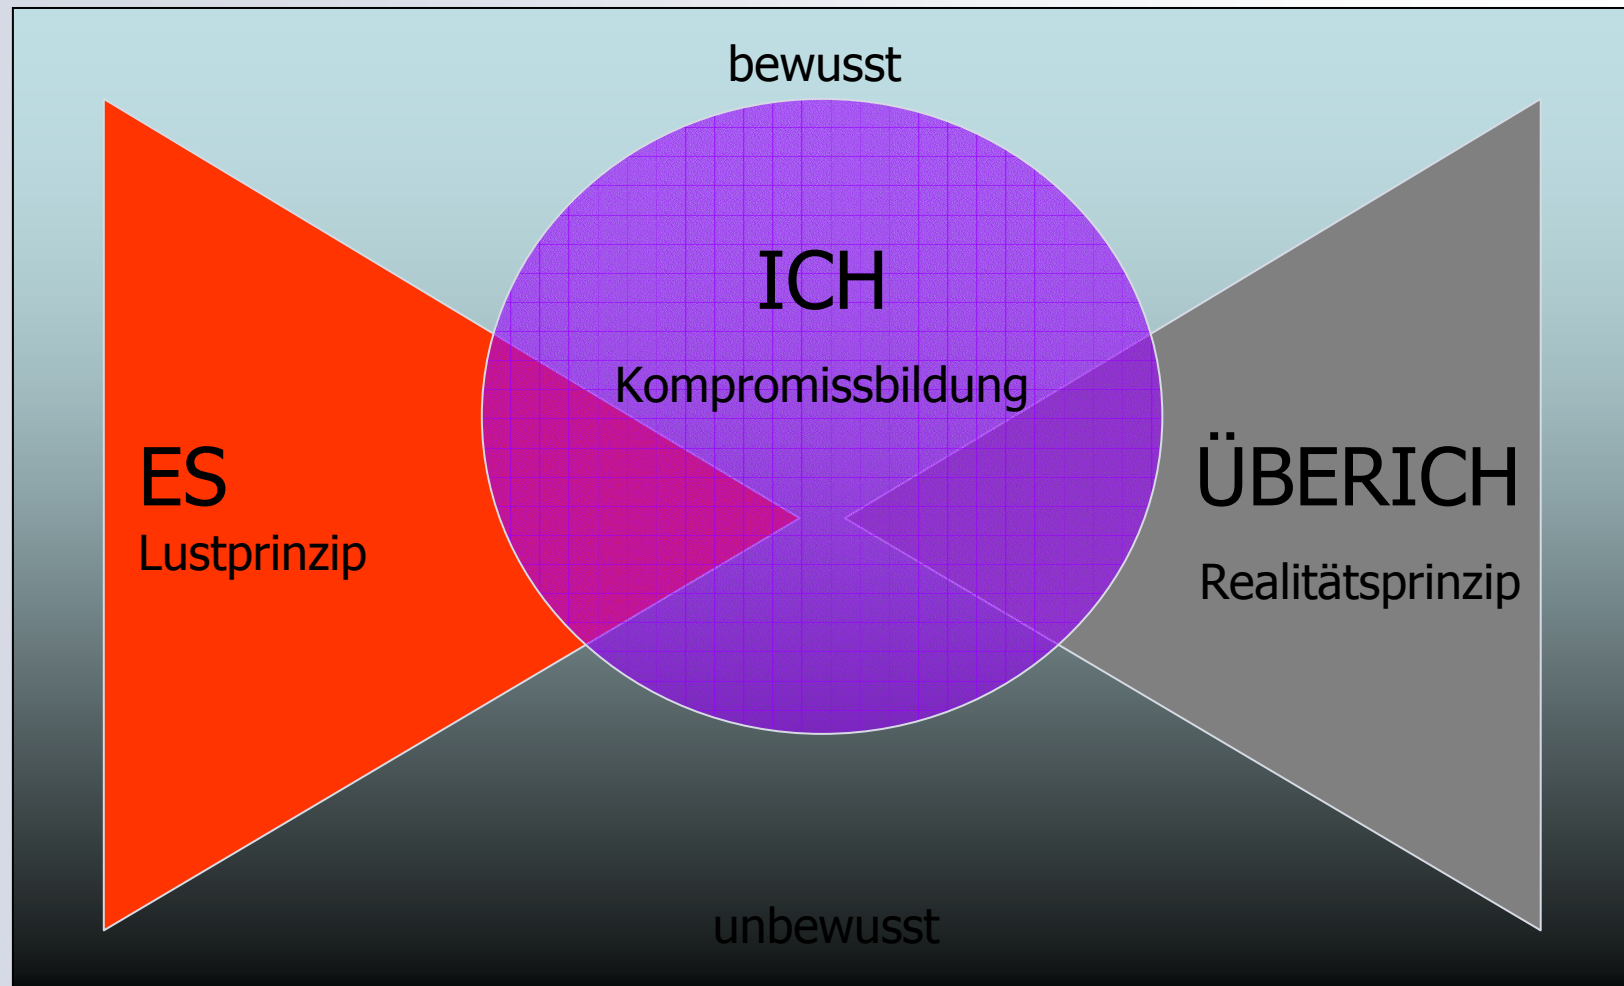 bewusst
ICH
Kompromissbildung
ES
Lustprinzip
ÜBERICH
Realitätsprinzip
unbewusst